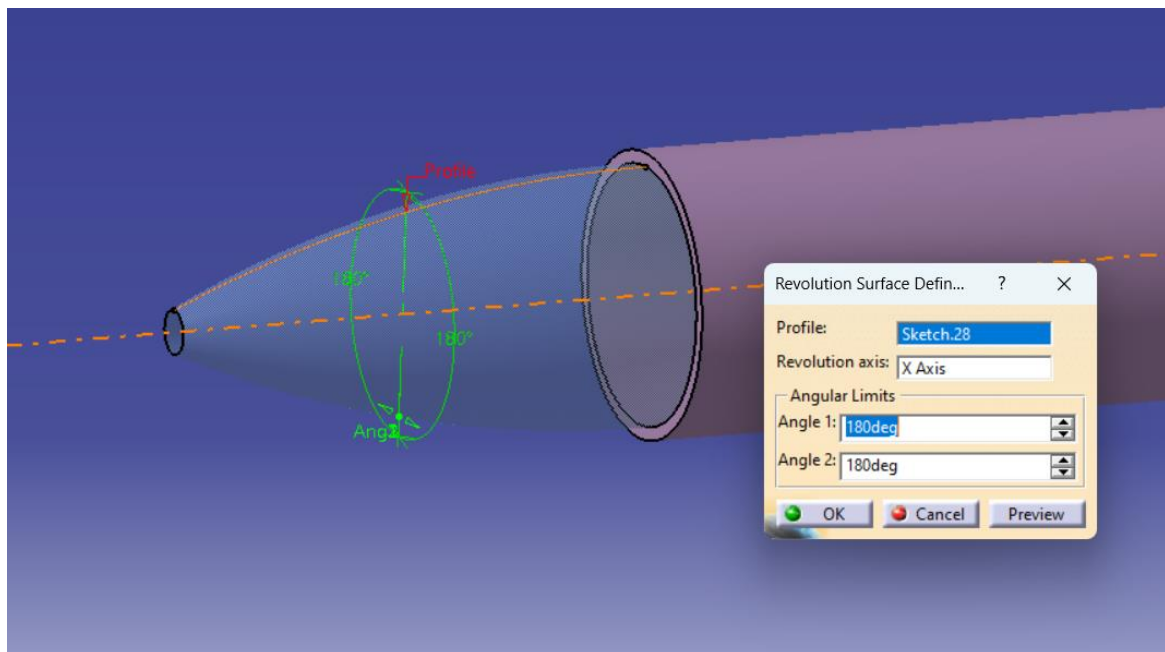 Profile
180°
180°
Revolution Surface Defin... ? ×
Profile: Sketch.28
Revolution axis: X Axis
Angular Limits
Angle 1: 180deg
Angle 2: 180deg
OK Cancel Preview